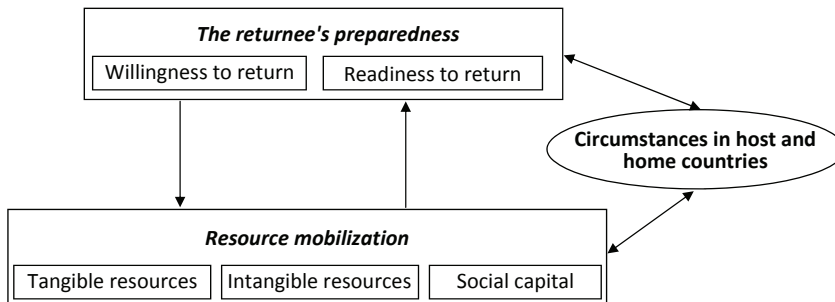 The returnee's preparedness
Willingness to return
Readiness to return
Circumstances in host and
home countries
Resource mobilization
Tangible resources
Intangible resources
Social capital